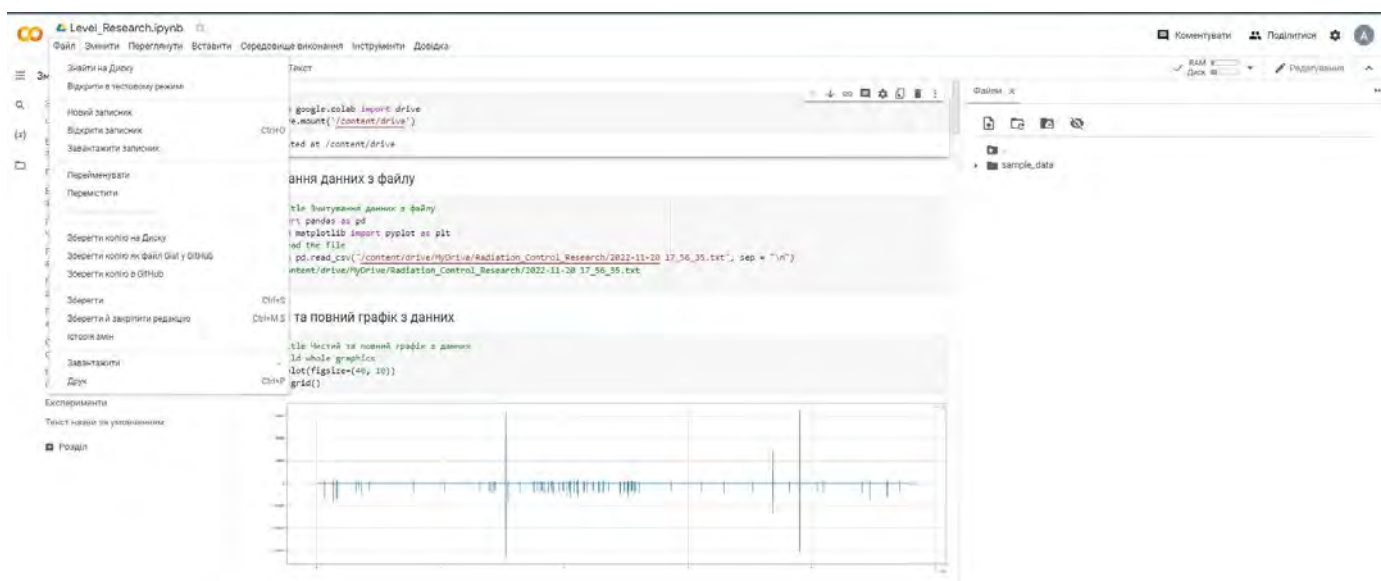 Level_Research.ipynb
Файл Змінити Переглянути Вставити Середовище виконання Інструменти Довідка
Коментувати Поділитися A
Зм
Текст
RAM
Диск
Редагування
Знайти на Диску
Відкрити в тестовому режимі
Новий записник
Відкрити записник Ctrl+O
Завантажити записник
Перейменувати
Перемістити
Зберегти копію на Диску
Зберегти копію як файл Gist у GitHub
Зберегти копію в GitHub
Зберегти Ctrl+S
Зберегти й закріпити редакцію Ctrl+M S
Історія змін
Завантажити
Друк Ctrl+P
Експерименти
Розділ
google.colab import drive
e.mount('/content/drive')
ted at /content/drive
ання данних з файлу
tle Зчитування данних з файлу
rt pandas as pd
matplotlib import pyplot as plt
ad the file
pd.read_csv("/content/drive/MyDrive/Radiation_Control_Research/2022-11-20 17_56_35.txt", sep = "\n")
ontent/drive/MyDrive/Radiation_Control_Research/2022-11-20 17_56_35.txt
та повний графік з данних
tle Чистий та повний графік з данних
ld whole graphics
lot(figsize=(40, 10))
grid()
Файли
..
sample_data